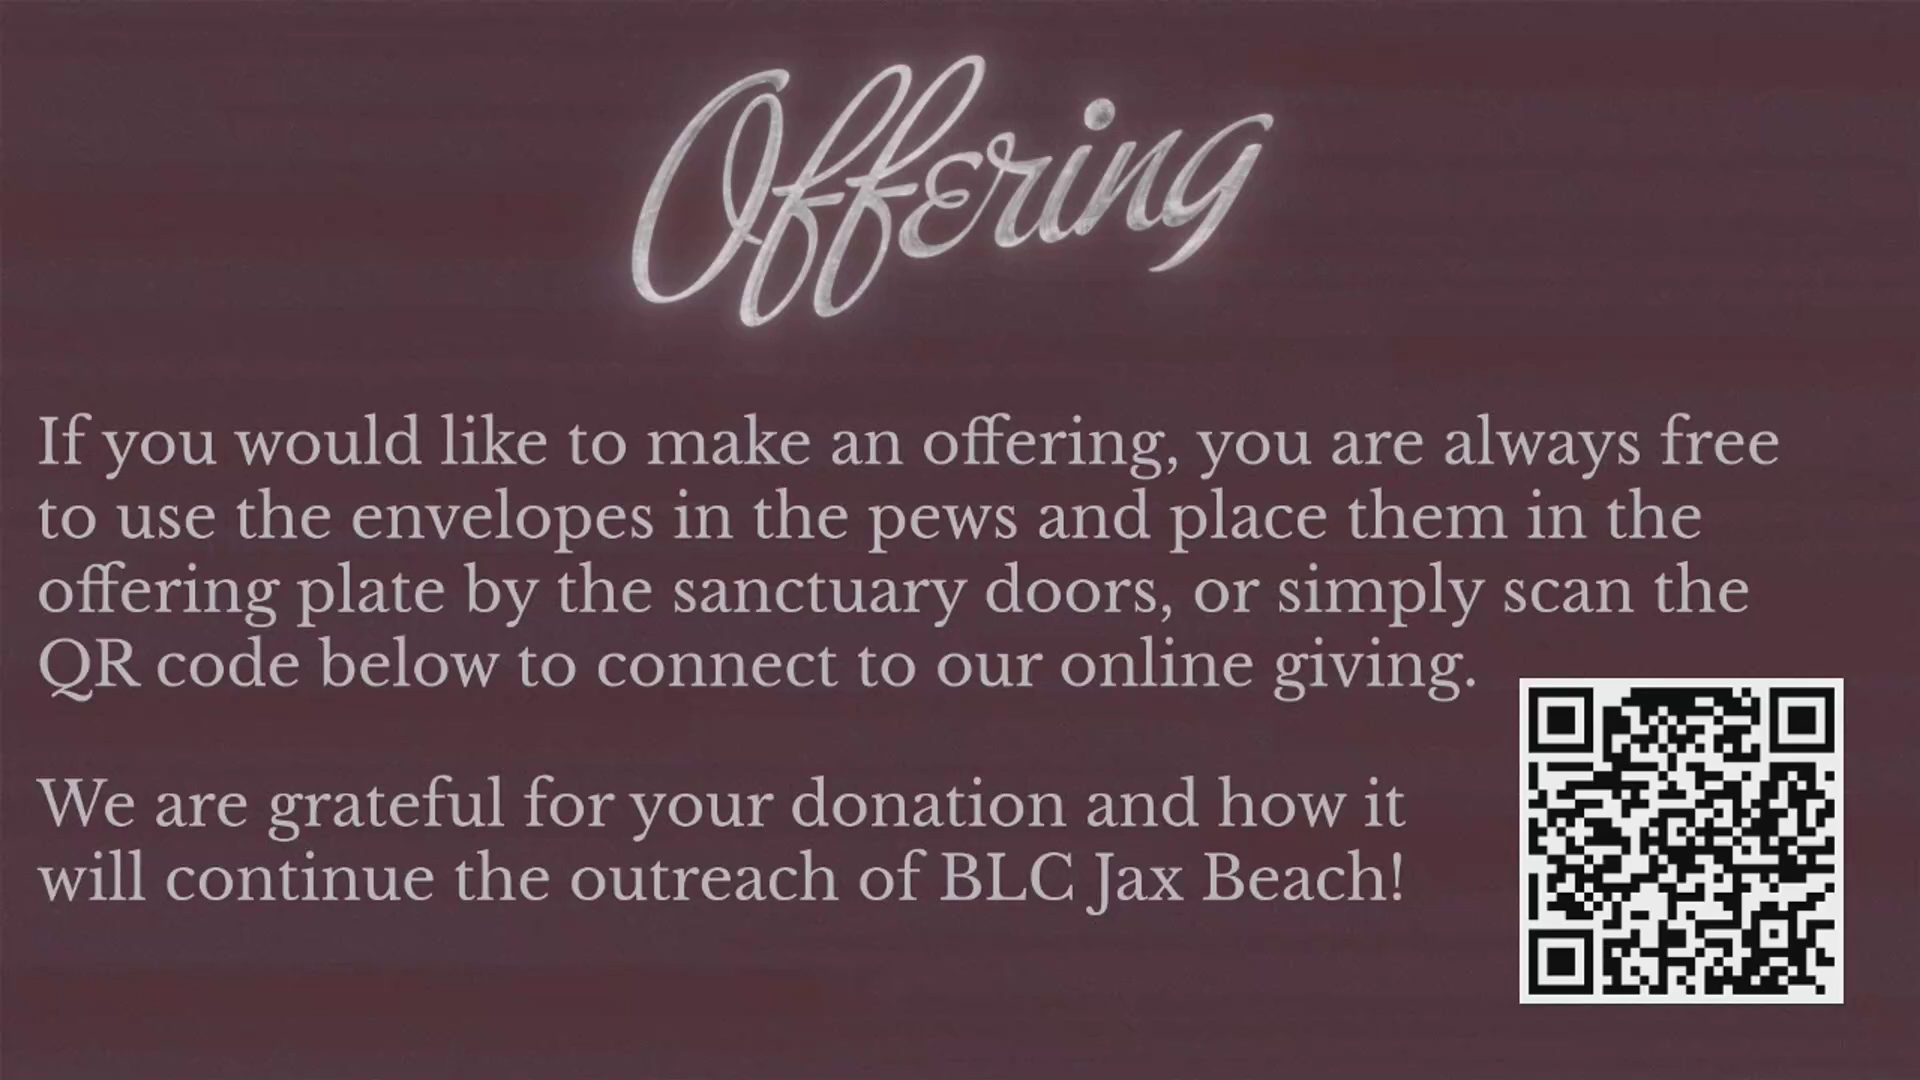 Offering
If you would like to make an offering, you are always free
to use the envelopes in the pews and place them in the
offering plate by the sanctuary doors, or simply scan the
QR code below to connect to our online giving.
We are grateful for your donation and how it
will continue the outreach of BLC Jax Beach!